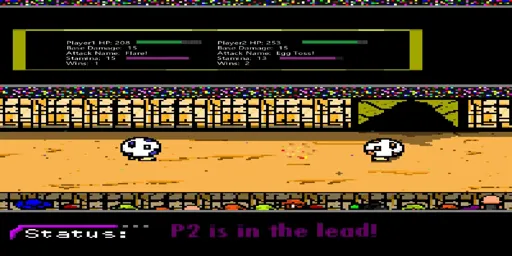 Player1 HP: 208
Base Damage: 15
Attack Name: Flare!
Stamina: 15
Wins: 1
Player2 HP: 253
Base Damage: 15
Attack Name: Egg Toss!
Stamina: 13
Wins: 2
Status: P2 is in the lead!